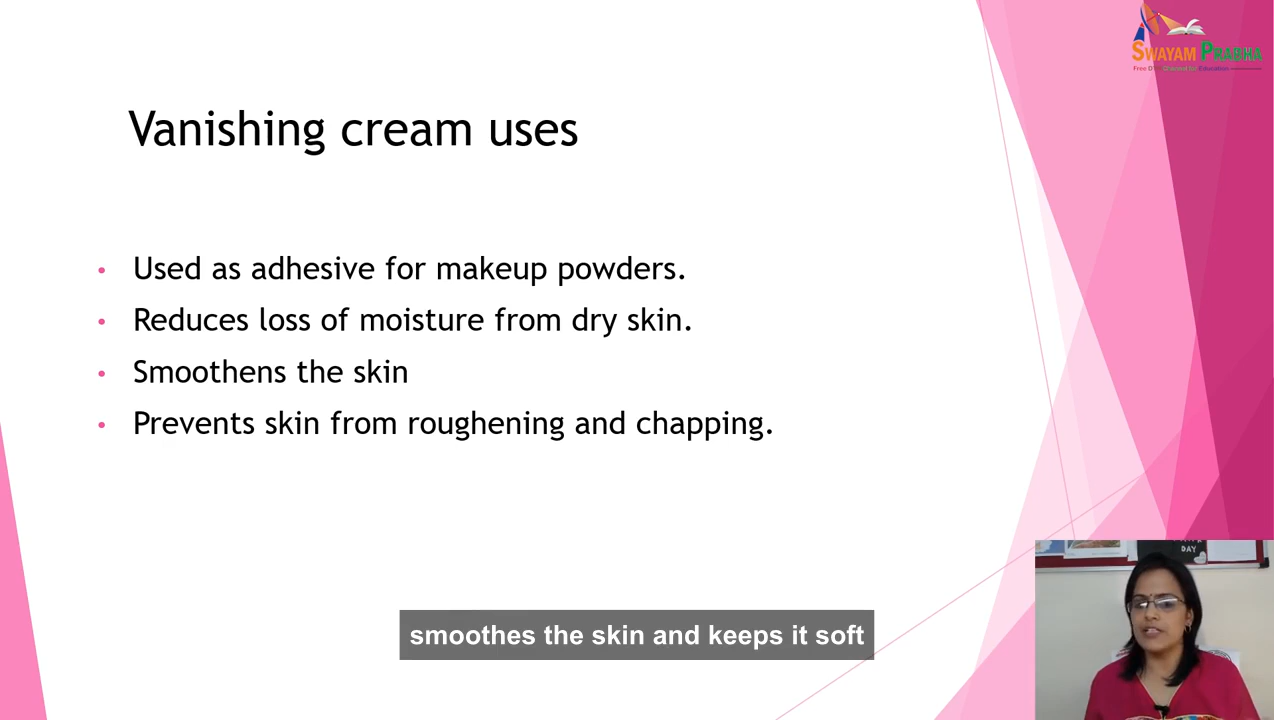 SWAYAM PRABHA
Vanishing cream uses
• Used as adhesive for makeup powders.
• Reduces loss of moisture from dry skin.
• Smoothens the skin
• Prevents skin from roughening and chapping.
DAY
smoothes the skin and keeps it soft